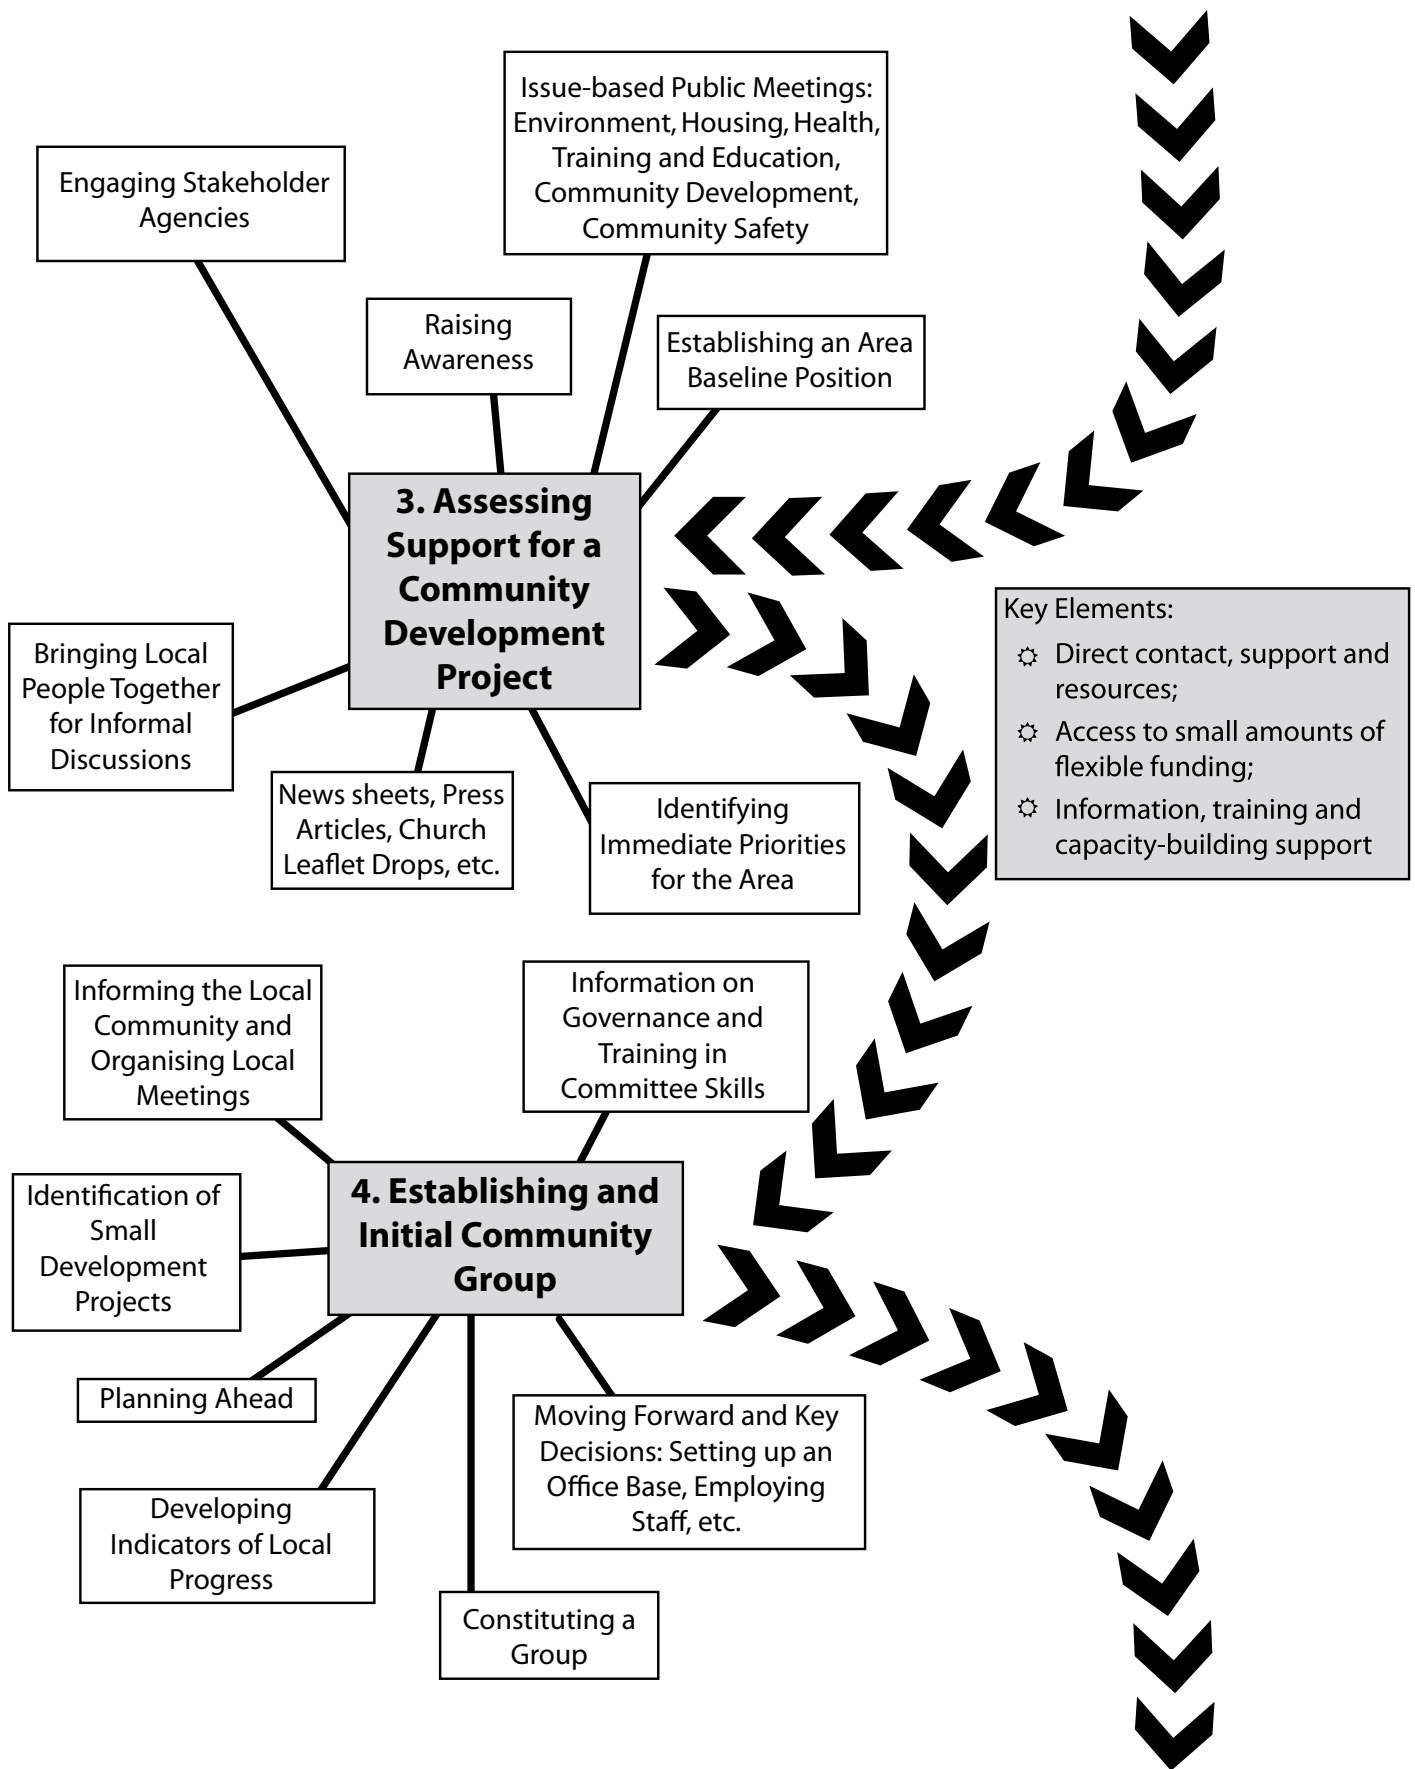 Issue-based Public Meetings:
Environment, Housing, Health,
Training and Education,
Community Development,
Community Safety
Engaging Stakeholder
Agencies
Raising
Awareness
Establishing an Area
Baseline Position
3. Assessing
Support for a
Community
Development
Project
Key Elements:
Direct contact, support and
resources;
Access to small amounts of
flexible funding;
Information, training and
capacity-building support
Bringing Local
People Together
for Informal
Discussions
News sheets, Press
Articles, Church
Leaflet Drops, etc.
Identifying
Immediate Priorities
for the Area
Informing the Local
Community and
Organising Local
Meetings
Information on
Governance and
Training in
Committee Skills
4. Establishing and
Initial Community
Group
Identification of
Small
Development
Projects
Planning Ahead
Moving Forward and Key
Decisions: Setting up an
Office Base, Employing
Staff, etc.
Developing
Indicators of Local
Progress
Constituting a
Group